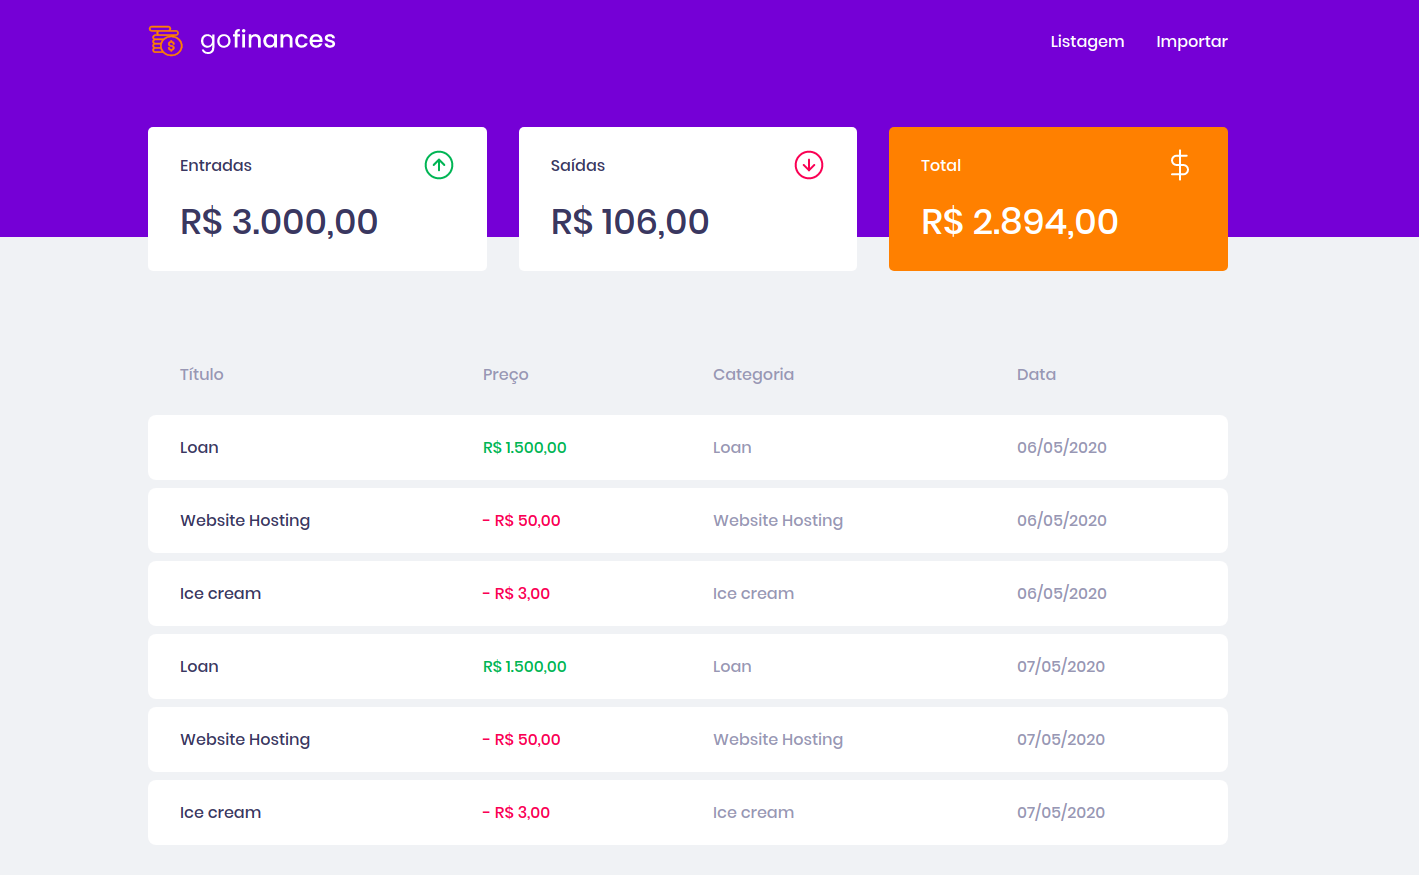 gofinances Listagem Importar
Entradas Saídas Total
R$ 3.000,00 R$ 106,00 R$ 2.894,00
Título Preço Categoria Data
Loan R$ 1.500,00 Loan 06/05/2020
Website Hosting - R$ 50,00 Website Hosting 06/05/2020
Ice cream - R$ 3,00 Ice cream 06/05/2020
Loan R$ 1.500,00 Loan 07/05/2020
Website Hosting - R$ 50,00 Website Hosting 07/05/2020
Ice cream - R$ 3,00 Ice cream 07/05/2020